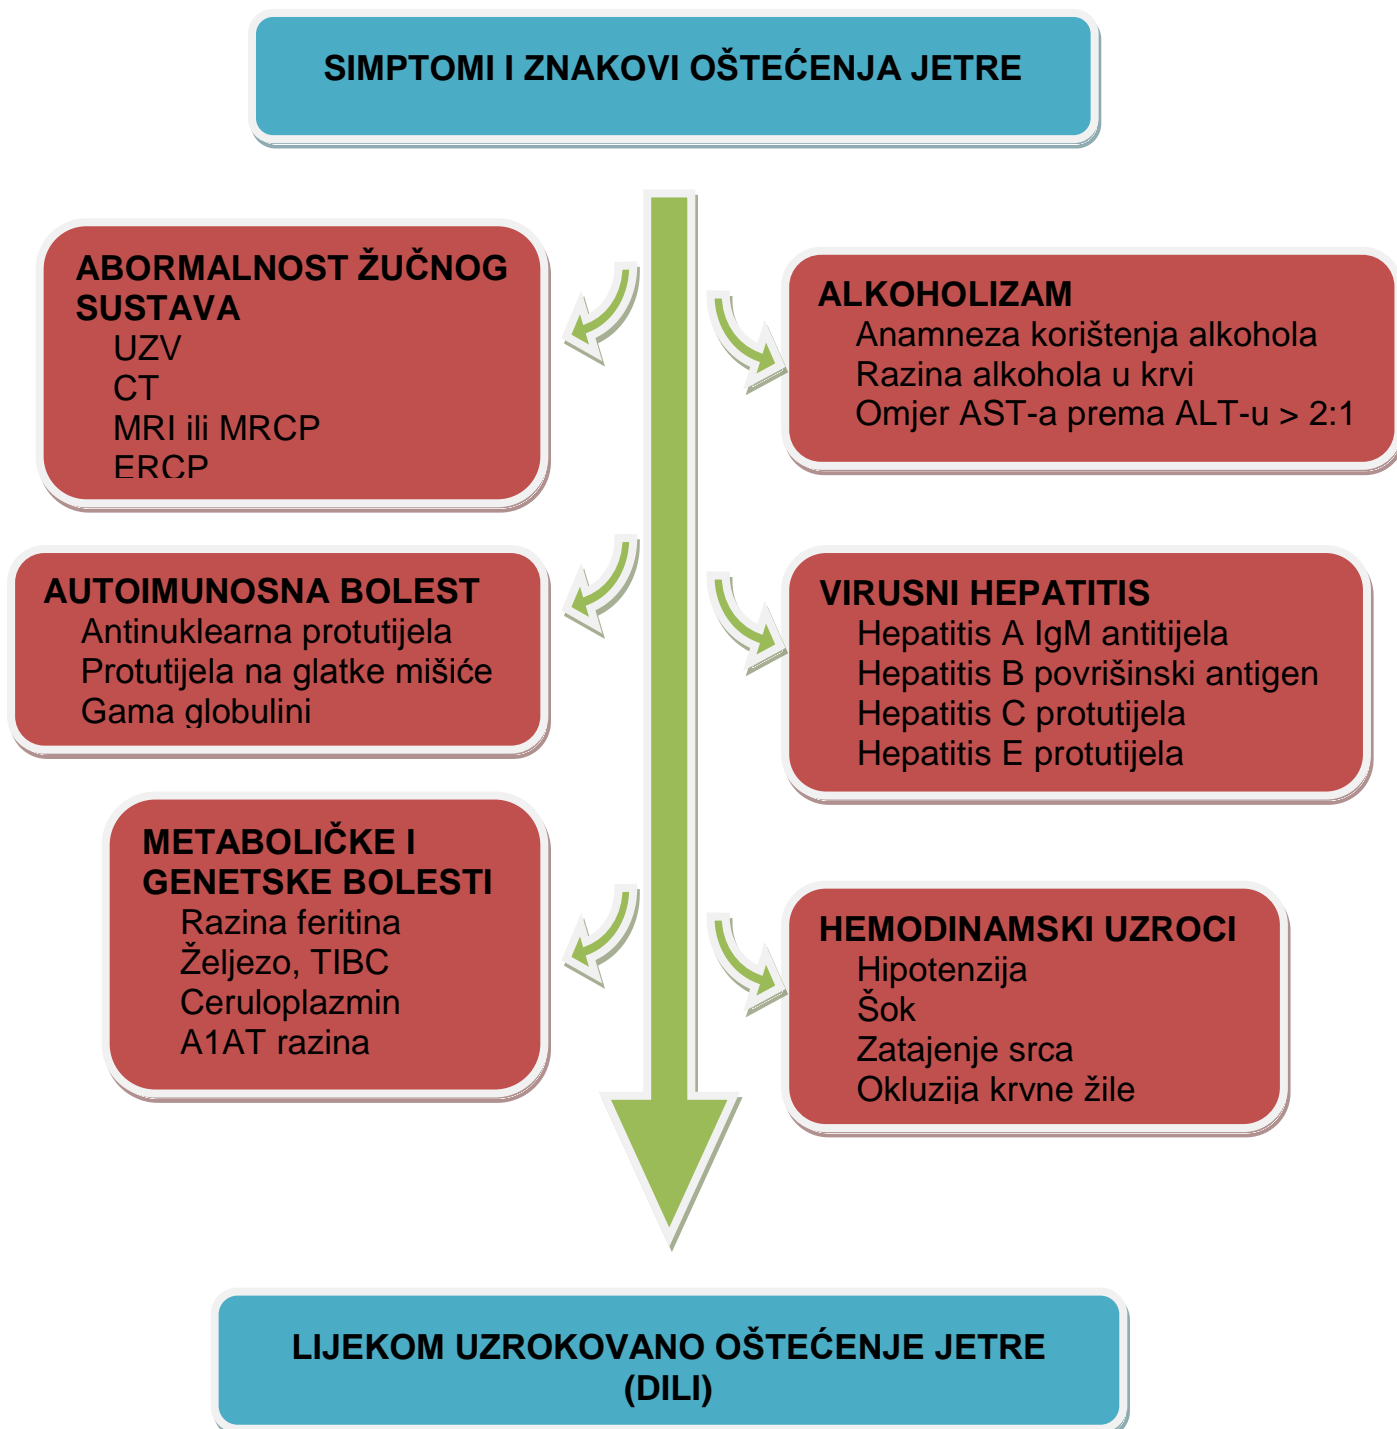 SIMPTOMI I ZNAKOVI OŠTEĆENJA JETRE
ABORMALNOST ŽUČNOG
SUSTAVA
UZV
CT
MRI ili MRCP
ERCP
ALKOHOLIZAM
Anamneza korištenja alkohola
Razina alkohola u krvi
Omjer AST-a prema ALT-u > 2:1
AUTOIMUNOSNA BOLEST
Antinuklearna protutijela
Protutijela na glatke mišiće
Gama globulini
VIRUSNI HEPATITIS
Hepatitis A IgM antitijela
Hepatitis B povrišinski antigen
Hepatitis C protutijela
Hepatitis E protutijela
METABOLIČKE I
GENETSKE BOLESTI
Razina feritina
Željezo, TIBC
Ceruloplazmin
A1AT razina
HEMODINAMSKI UZROCI
Hipotenzija
Šok
Zatajenje srca
Okluzija krvne žile
LIJEKOM UZROKOVANO OŠTEĆENJE JETRE
(DILI)